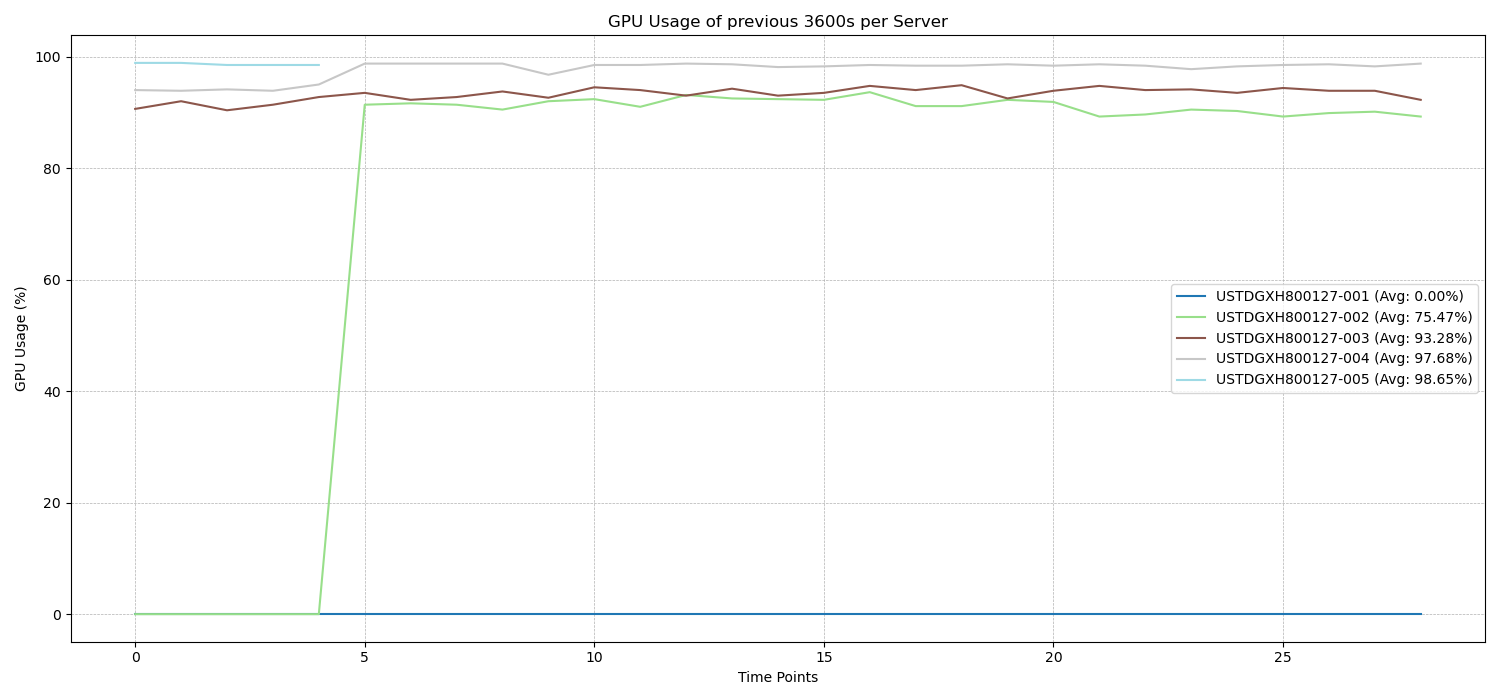 GPU Usage of previous 3600s per Server
GPU Usage (%)
100
80
60
40
20
0
USTDGXH800127-001 (Avg: 0.00%)
USTDGXH800127-002 (Avg: 75.47%)
USTDGXH800127-003 (Avg: 93.28%)
USTDGXH800127-004 (Avg: 97.68%)
USTDGXH800127-005 (Avg: 98.65%)
0 5 10 15 20 25
Time Points